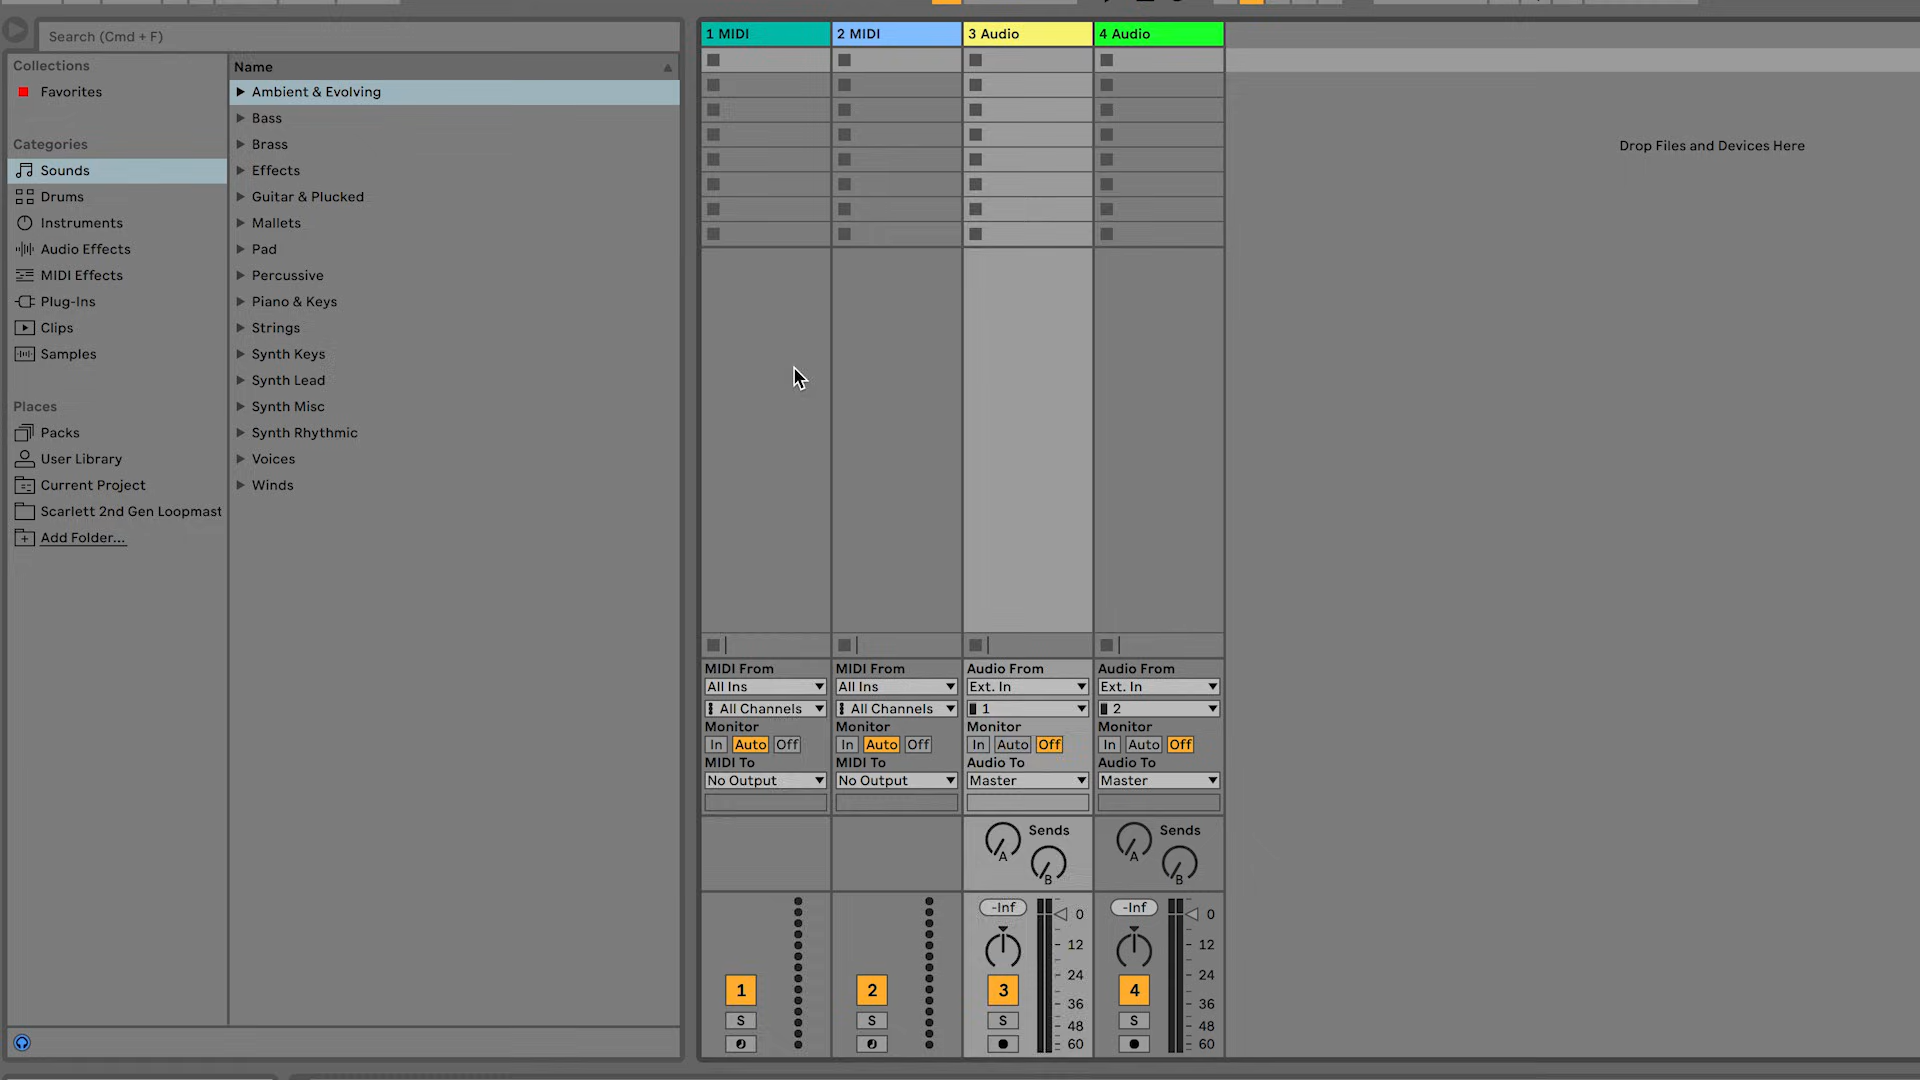 Search (Cmd + F)
Collections
Favorites
Categories
Sounds
Drums
Instruments
Audio Effects
MIDI Effects
Plug-Ins
Clips
Samples
Places
Packs
User Library
Current Project
Scarlett 2nd Gen Loopmast
Add Folder...
Name
Ambient & Evolving
Bass
Brass
Effects
Guitar & Plucked
Mallets
Pad
Percussive
Piano & Keys
Strings
Synth Keys
Synth Lead
Synth Misc
Synth Rhythmic
Voices
Winds
1 MIDI 2 MIDI 3 Audio 4 Audio
Drop Files and Devices Here
MIDI From MIDI From Audio From Audio From
All Ins All Ins Ext. In Ext. In
All Channels All Channels 1 2
Monitor Monitor Monitor Monitor
In Auto Off In Auto Off In Auto Off In Auto Off
MIDI To MIDI To Audio To Audio To
No Output No Output Master Master
Sends Sends
A A
B B
-Inf 0 -Inf 0
12 12
24 24
1 2 3 4
36 36
S S S S
48 48
60 60